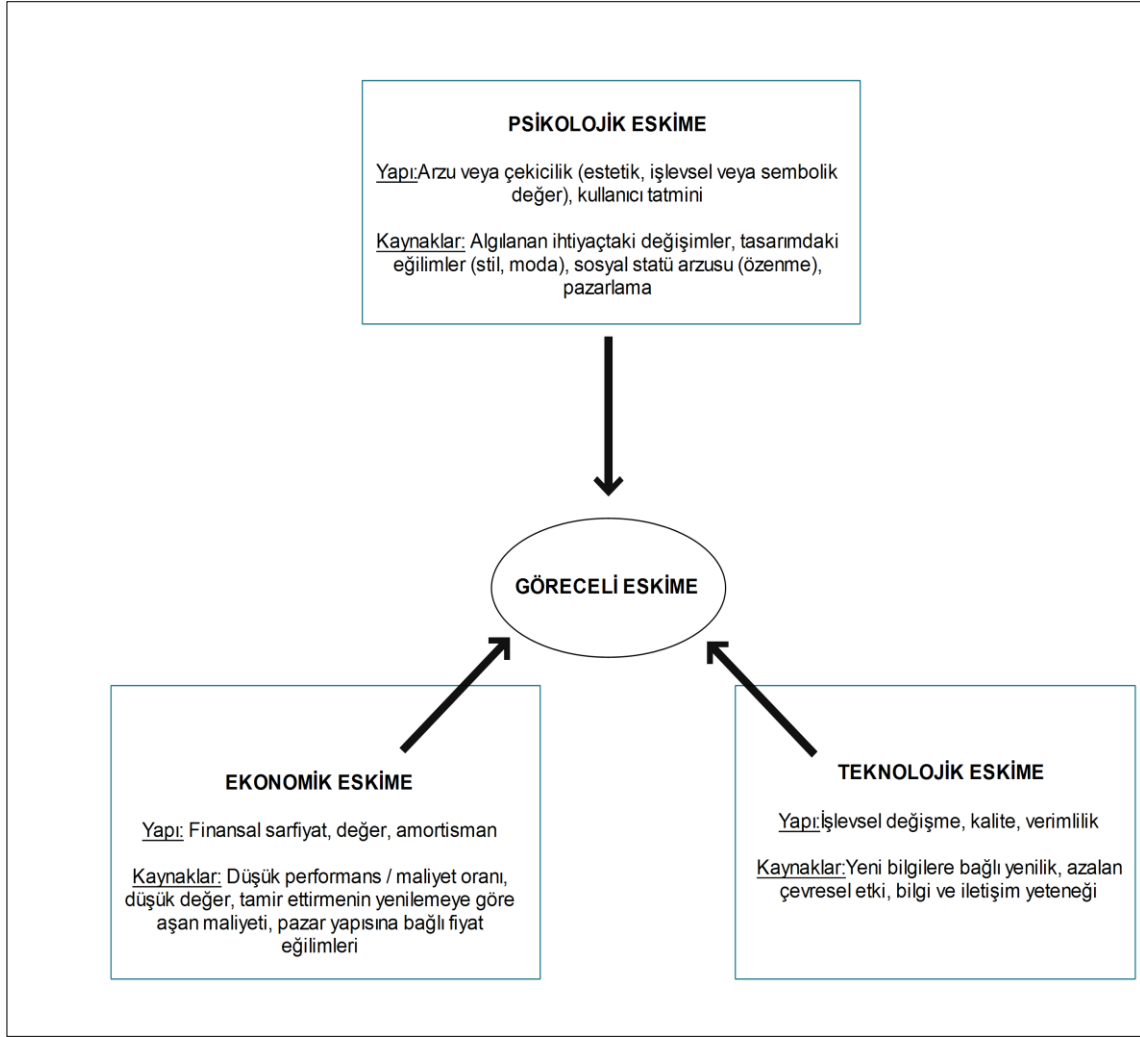 PSİKOLOJİK ESKİME
Yapı:Arzu veya çekicilik (estetik, işlevsel veya sembolik
değer), kullanıcı tatmini
Kaynaklar: Algılanan ihtiyaçtaki değişimler, tasarımdaki
eğilimler (stil, moda), sosyal statü arzusu (özenme),
pazarlama
GÖRECELİ ESKİME
EKONOMİK ESKİME
Yapı: Finansal sarfiyat, değer, amortisman
Kaynaklar: Düşük performans / maliyet oranı,
düşük değer, tamir ettirmenin yenilemeye göre
aşan maliyeti, pazar yapısına bağlı fiyat
eğilimleri
TEKNOLOJİK ESKİME
Yapı:İşlevsel değişme, kalite, verimlilik
Kaynaklar:Yeni bilgilere bağlı yenilik, azalan
çevresel etki, bilgi ve iletişim yeteneği